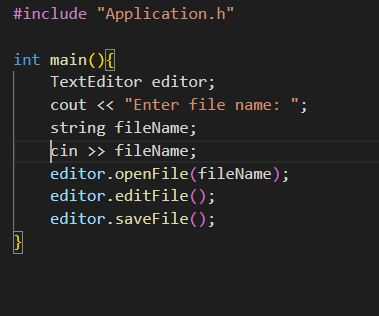 #include "Application.h"
int main(){
TextEditor editor;
cout << "Enter file name: ";
string fileName;
cin >> fileName;
editor.openFile(fileName);
editor.editFile();
editor.saveFile();
}